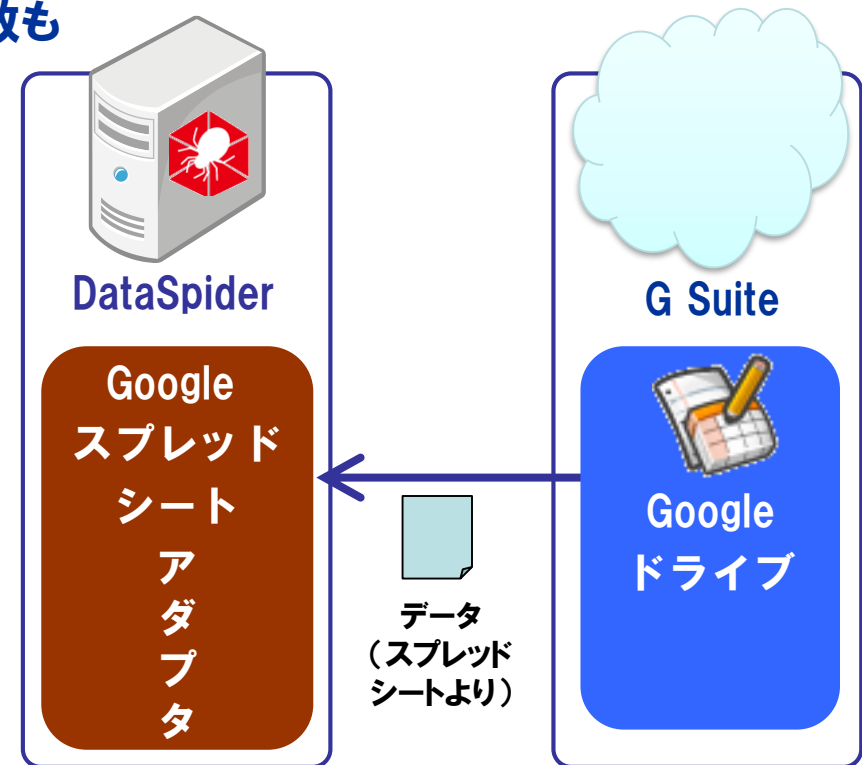 数も
DataSpider
Google
スプレッド
シート
ア
ダ
プ
タ
データ
（スプレッド
シートより）
G Suite
Google
ドライブ